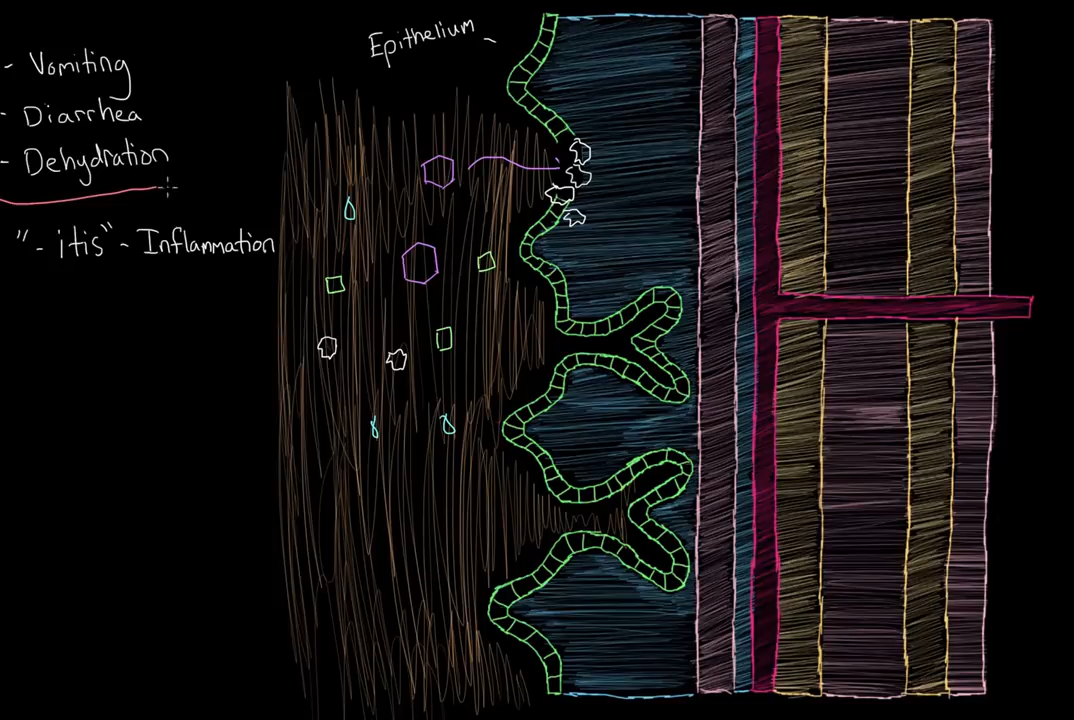 Epithelium
- Vomiting
- Diarrhea
- Dehydration
"-itis" - Inflammation